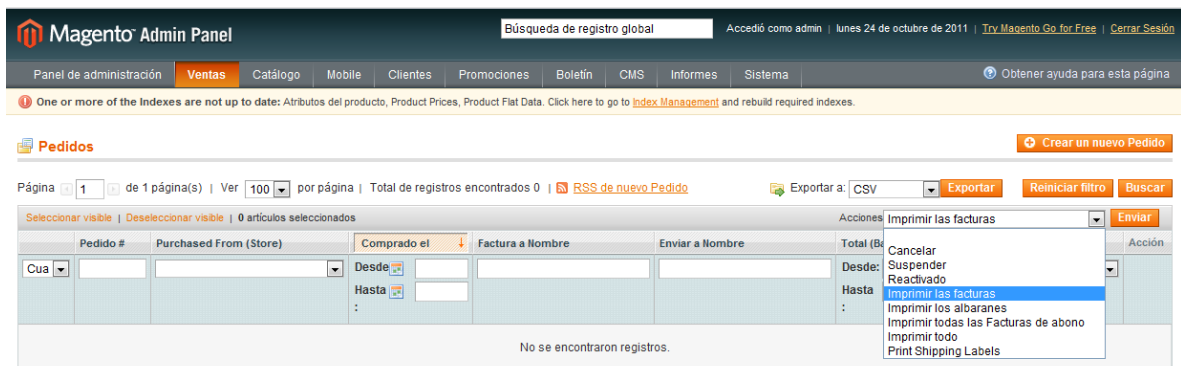 Magento Admin Panel
Búsqueda de registro global
Accedió como admin | lunes 24 de octubre de 2011 | Try Magento Go for Free | Cerrar Sesión
Panel de administración Ventas Catálogo Mobile Clientes Promociones Boletín CMS Informes Sistema Obtener ayuda para esta página
One or more of the Indexes are not up to date: Atributos del producto, Product Prices, Product Flat Data. Click here to go to Index Management and rebuild required indexes.
Pedidos
Crear un nuevo Pedido
Página 1 de 1 página(s) | Ver 100 por página | Total de registros encontrados 0 | RSS de nuevo Pedido Exportar a: CSV Exportar Reiniciar filtro Buscar
Seleccionar visible | Deseleccionar visible | 0 artículos seleccionados Acciones Imprimir las facturas Enviar
Pedido # Purchased From (Store) Comprado el Factura a Nombre Enviar a Nombre Total (Ba Acción
Cua Desde Desde:
Hasta Hasta
: :
Cancelar
Suspender
Reactivado
Imprimir las facturas
Imprimir los albaranes
Imprimir todas las Facturas de abono
Imprimir todo
Print Shipping Labels
No se encontraron registros.